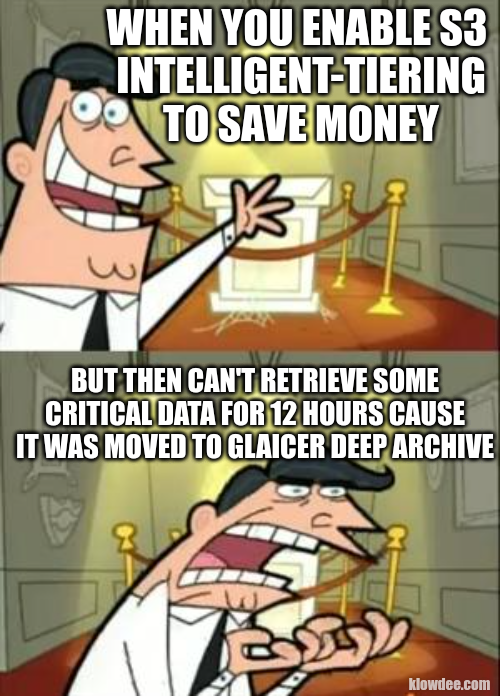 WHEN YOU ENABLE S3
INTELLIGENT-TIERING
TO SAVE MONEY
BUT THEN CAN'T RETRIEVE SOME
CRITICAL DATA FOR 12 HOURS CAUSE
IT WAS MOVED TO GLAICER DEEP ARCHIVE
klowdee.com